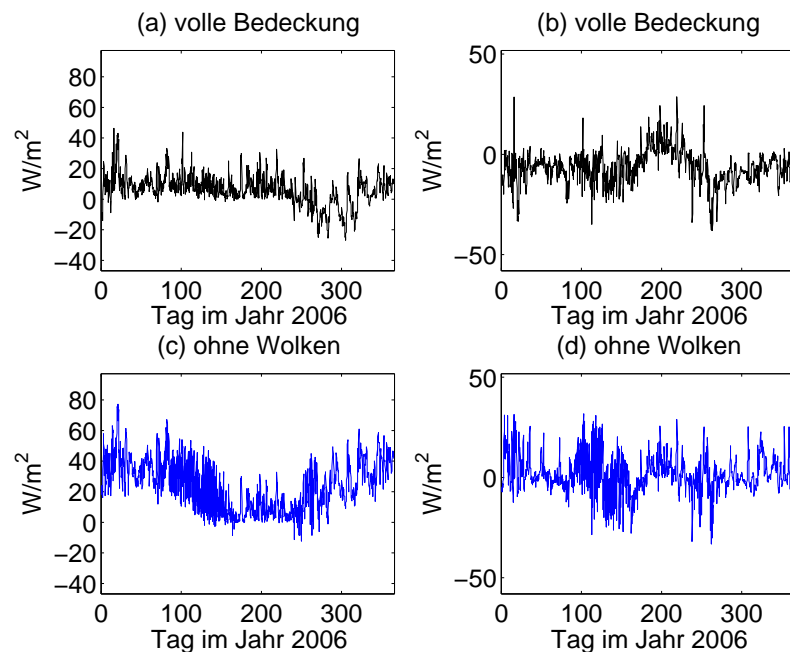 (a) volle Bedeckung
80
60
40
20
0
−20
−40
W/m²
0 100 200 300
Tag im Jahr 2006
(b) volle Bedeckung
50
0
−50
W/m²
0 100 200 300
Tag im Jahr 2006
(c) ohne Wolken
80
60
40
20
0
−20
−40
W/m²
0 100 200 300
Tag im Jahr 2006
(d) ohne Wolken
50
0
−50
W/m²
0 100 200 300
Tag im Jahr 2006